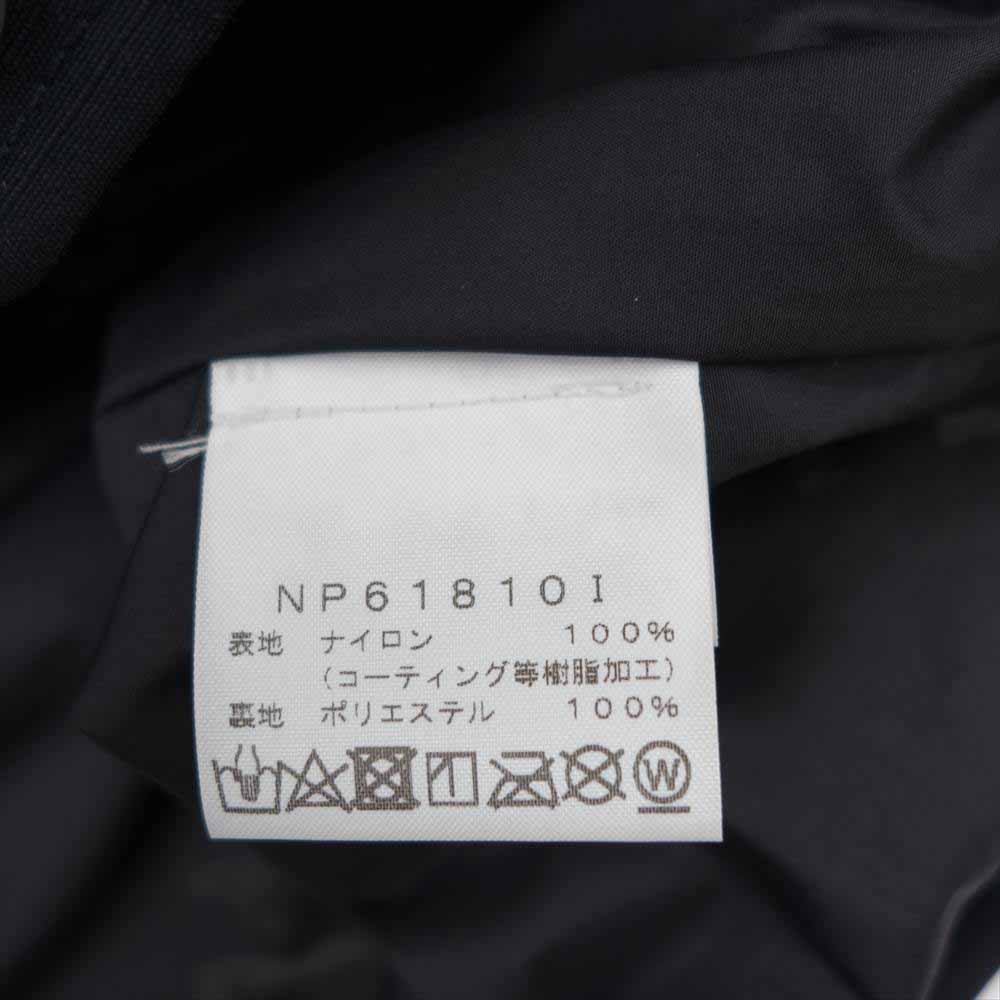 NP61810I
表地 ナイロン 100%
(コーティング等樹脂加工)
裏地 ポリエステル 100%
W